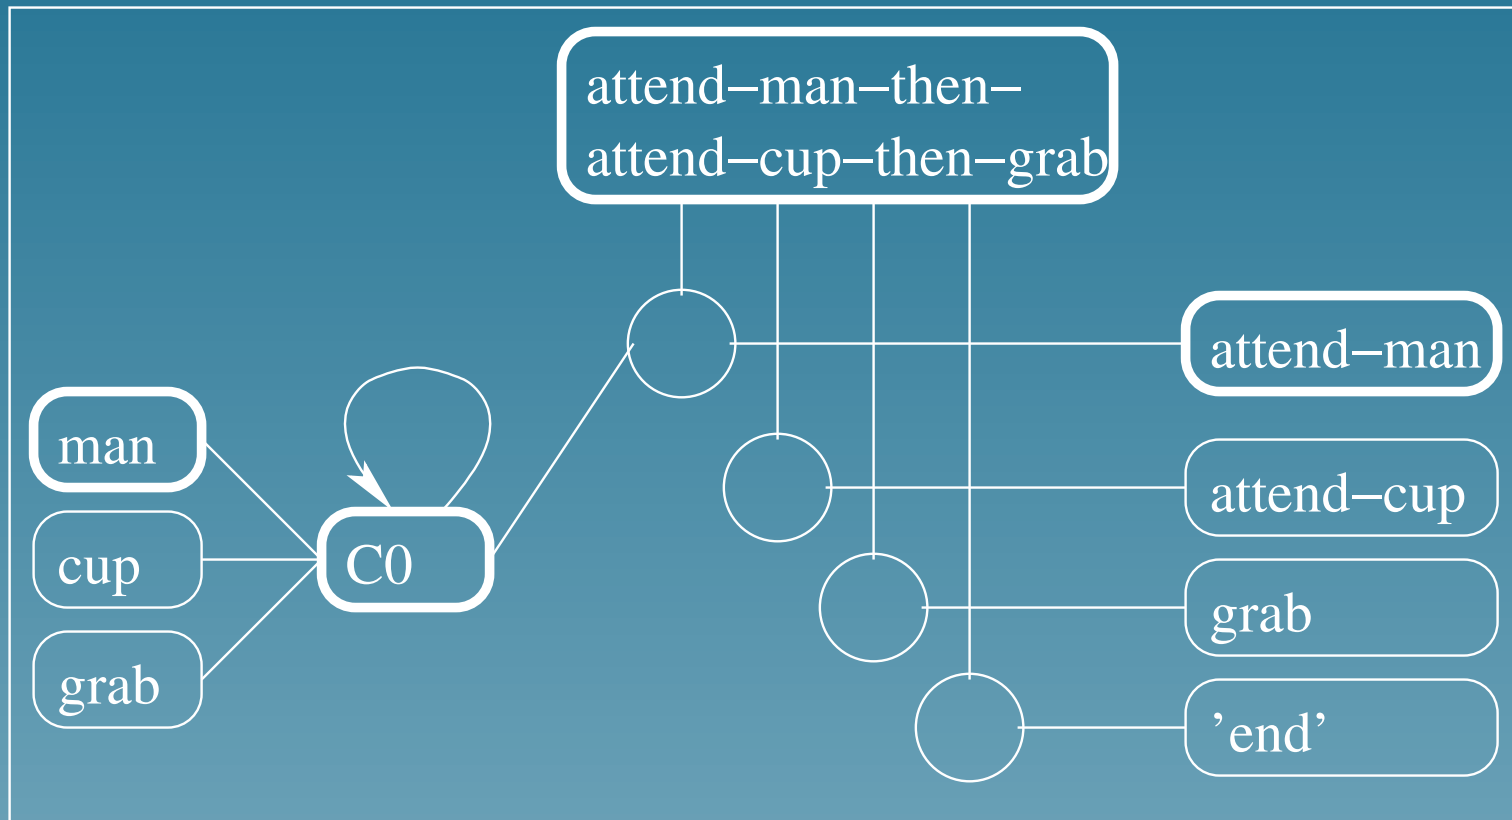 attend–man–then–
attend–cup–then–grab
attend–man
man
attend–cup
cup
C0
grab
grab
’end’